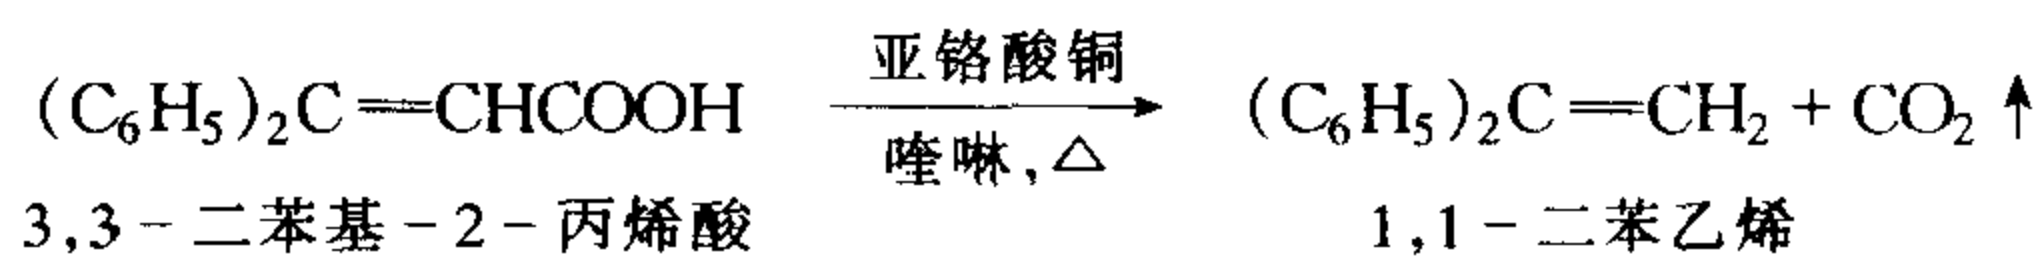 亚铬酸铜
(C₆H₅)₂C=CHCOOH → (C₆H₅)₂C=CH₂ + CO₂↑
喹啉,△
3,3-二苯基-2-丙烯酸 1,1-二苯乙烯